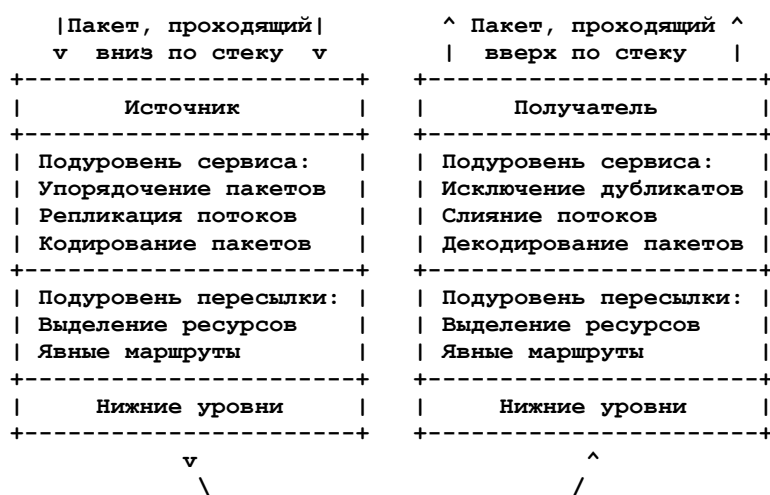 |Пакет, проходящий|       ^ Пакет, проходящий ^
  v  вниз по стеку  v       |  вверх по стеку   |
+-----------------------+   +-----------------------+
|       Источник        |   |      Получатель       |
+-----------------------+   +-----------------------+
| Подуровень сервиса:   |   | Подуровень сервиса:   |
| Упорядочение пакетов  |   | Исключение дубликатов |
| Репликация потоков    |   | Слияние потоков       |
| Кодирование пакетов   |   | Декодирование пакетов |
+-----------------------+   +-----------------------+
| Подуровень пересылки: |   | Подуровень пересылки: |
| Выделение ресурсов    |   | Выделение ресурсов    |
| Явные маршруты        |   | Явные маршруты        |
+-----------------------+   +-----------------------+
|     Нижние уровни     |   |     Нижние уровни     |
+-----------------------+   +-----------------------+
            v                           ^
             \                         /